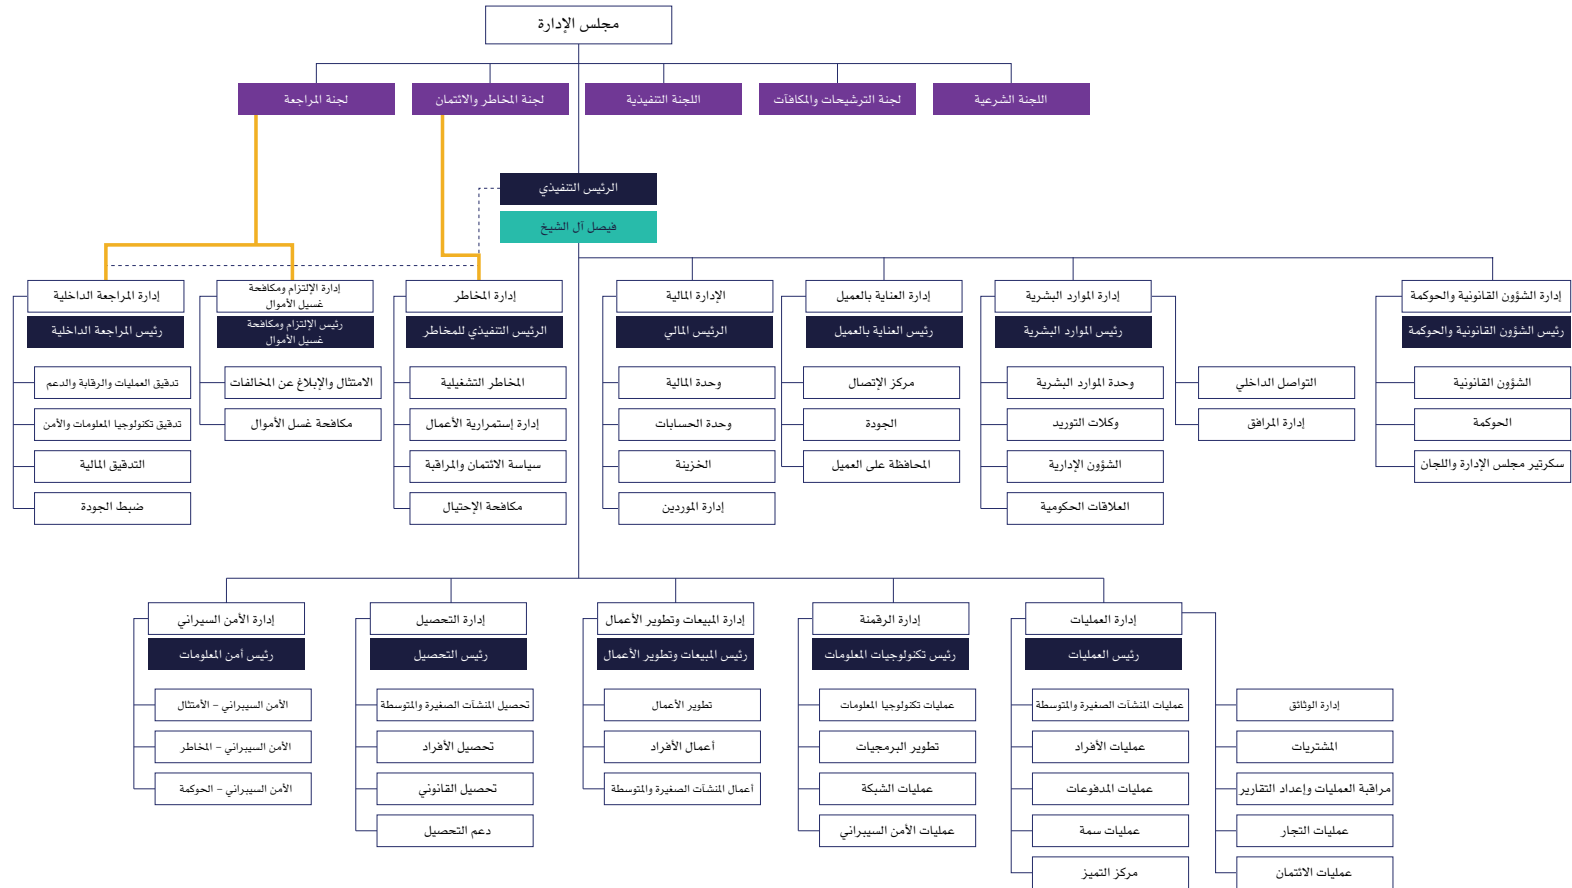 مجلس الإدارة
اللجنة الشرعية
لجنة الترشيحات والمكافآت
اللجنة التنفيذية
لجنة المخاطر والائتمان
لجنة المراجعة
الرئيس التنفيذي
فيصل آل الشيخ
إدارة الشؤون القانونية والحوكمة
رئيس الشؤون القانونية والحوكمة
الشؤون القانونية
الحوكمة
سكرتير مجلس الإدارة واللجان
إدارة الموارد البشرية
رئيس الموارد البشرية
التواصل الداخلي
إدارة المرافق
وحدة الموارد البشرية
وكلات التوريد
الشؤون الإدارية
العلاقات الحكومية
إدارة العناية بالعميل
رئيس العناية بالعميل
مركز الإتصال
الجودة
المحافظة على العميل
الإدارة المالية
الرئيس المالي
وحدة المالية
وحدة الحسابات
الخزينة
إدارة الموردين
إدارة المخاطر
الرئيس التنفيذي للمخاطر
المخاطر التشغيلية
إدارة إستمرارية الأعمال
سياسة الائتمان والمراقبة
مكافحة الإحتيال
إدارة الإلتزام ومكافحة
غسيل الأموال
رئيس الإلتزام ومكافحة
غسيل الأموال
الامتثال والإبلاغ عن المخالفات
مكافحة غسل الأموال
إدارة المراجعة الداخلية
رئيس المراجعة الداخلية
تدقيق العمليات والرقابة والدعم
تدقيق تكنولوجيا المعلومات والأمن
التدقيق المالية
ضبط الجودة
إدارة العمليات
رئيس العمليات
إدارة الوثائق
المشتريات
مراقبة العمليات وإعداد التقارير
عمليات التجار
عمليات الائتمان
عمليات المنشآت الصغيرة والمتوسطة
عمليات الأفراد
عمليات المدفوعات
عمليات سمة
مركز التميز
إدارة الرقمنة
رئيس تكنولوجيات المعلومات
عمليات تكنولوجيا المعلومات
تطوير البرمجيات
عمليات الشبكة
عمليات الأمن السيبراني
إدارة المبيعات وتطوير الأعمال
رئيس المبيعات وتطوير الأعمال
تطوير الأعمال
أعمال الأفراد
أعمال المنشآت الصغيرة والمتوسطة
إدارة التحصيل
رئيس التحصيل
تحصيل المنشآت الصغيرة والمتوسطة
تحصيل الأفراد
تحصيل القانوني
دعم التحصيل
إدارة الأمن السيراني
رئيس أمن المعلومات
الأمن السيبراني – الأمتثال
الأمن السيبراني – المخاطر
الأمن السيبراني – الحوكمة